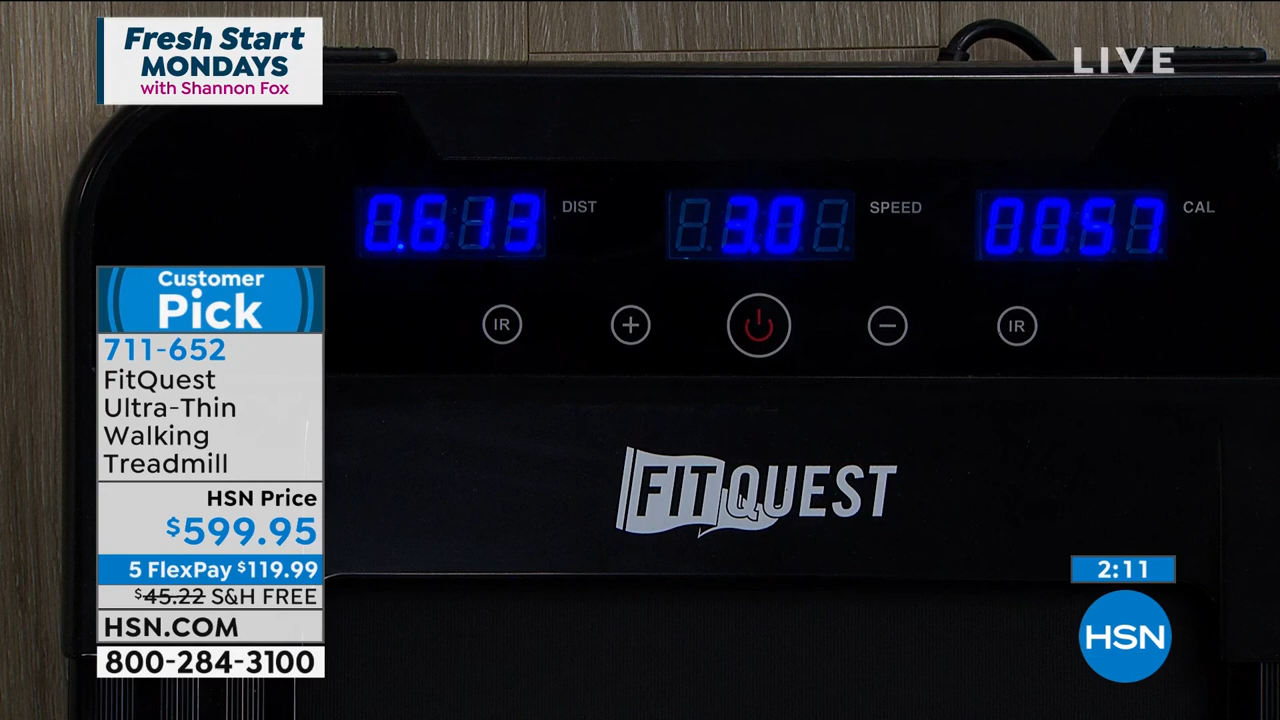 Fresh Start
MONDAYS
with Shannon Fox
LIVE
0.613 DIST
3.0 SPEED
0057 CAL
IR
IR
FITQUEST
Customer
Pick
711-652
FitQuest
Ultra-Thin
Walking
Treadmill
HSN Price
$599.95
5 FlexPay $119.99
$45.22 S&H FREE
HSN.COM
800-284-3100
2:11
HSN